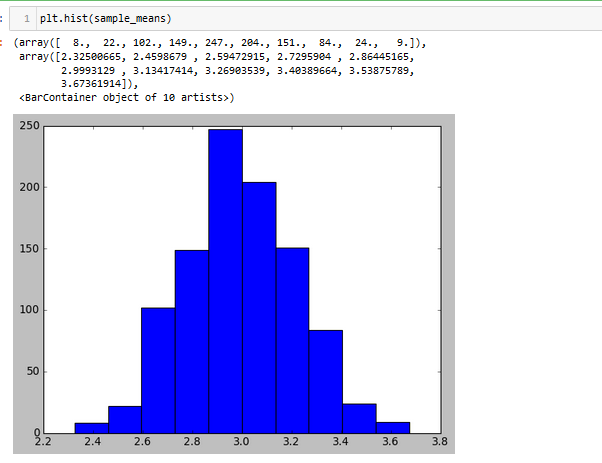 1 plt.hist(sample_means)
(array([  8.,  22., 102., 149., 247., 204., 151.,  84.,  24.,   9.]),
array([2.32500665, 2.4598679 , 2.59472915, 2.7295904 , 2.86445165,
2.9993129 , 3.13417414, 3.26903539, 3.40389664, 3.53875789,
3.67361914]),
<BarContainer object of 10 artists>)
250
200
150
100
50
0
2.2 2.4 2.6 2.8 3.0 3.2 3.4 3.6 3.8